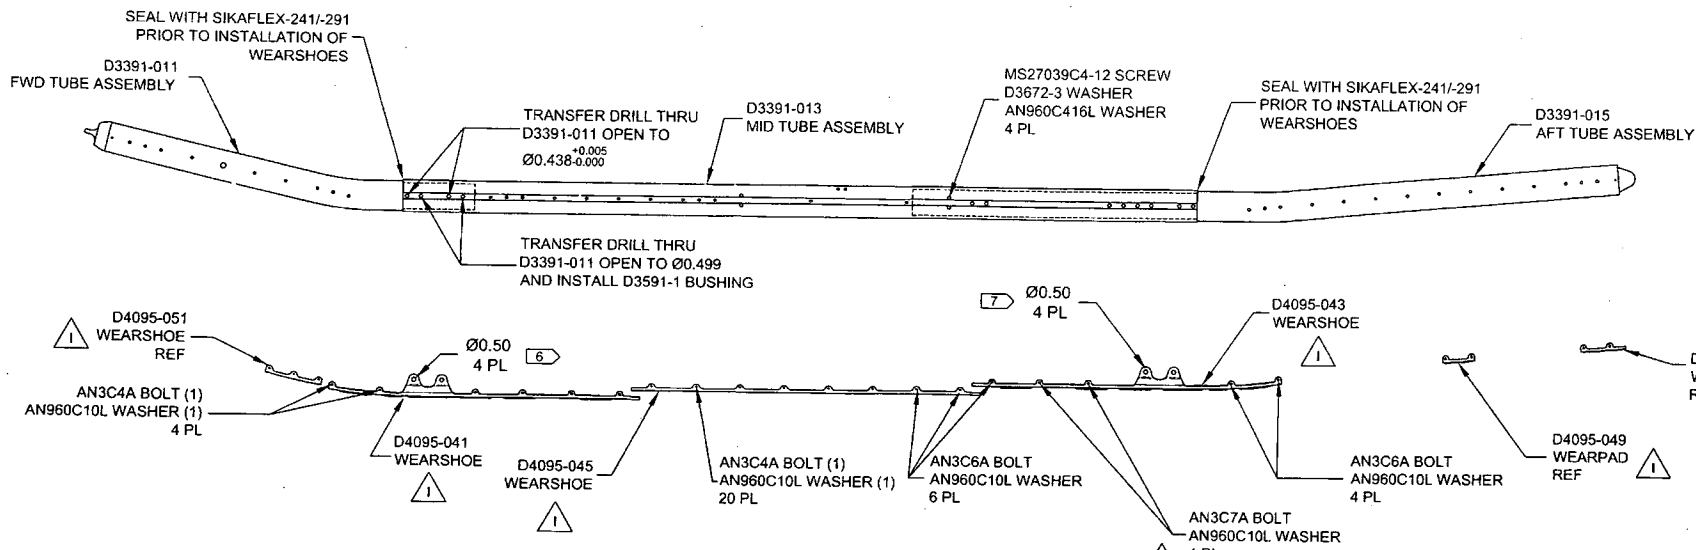 SEAL WITH SIKAFLEX-241/-291
PRIOR TO INSTALLATION OF
WEARSHOES
D3391-011
FWD TUBE ASSEMBLY
TRANSFER DRILL THRU
D3391-011 OPEN TO
Ø0.438 +0.005 -0.000
D3391-013
MID TUBE ASSEMBLY
MS27039C4-12 SCREW
D3672-3 WASHER
AN960C416L WASHER
4 PL
SEAL WITH SIKAFLEX-241/-291
PRIOR TO INSTALLATION OF
WEARSHOES
D3391-015
AFT TUBE ASSEMBLY
TRANSFER DRILL THRU
D3391-011 OPEN TO Ø0.499
AND INSTALL D3591-1 BUSHING
D4095-051
WEARSHOE
REF
1
Ø0.50
4 PL
6
7
Ø0.50
4 PL
D4095-043
WEARSHOE
1
AN3C4A BOLT (1)
AN960C10L WASHER (1)
4 PL
D4095-041
WEARSHOE
1
D4095-045
WEARSHOE
1
AN3C4A BOLT (1)
AN960C10L WASHER (1)
20 PL
AN3C6A BOLT
AN960C10L WASHER
6 PL
AN3C7A BOLT
AN960C10L WASHER
AN3C6A BOLT
AN960C10L WASHER
4 PL
D4095-049
WEARPAD
REF
1